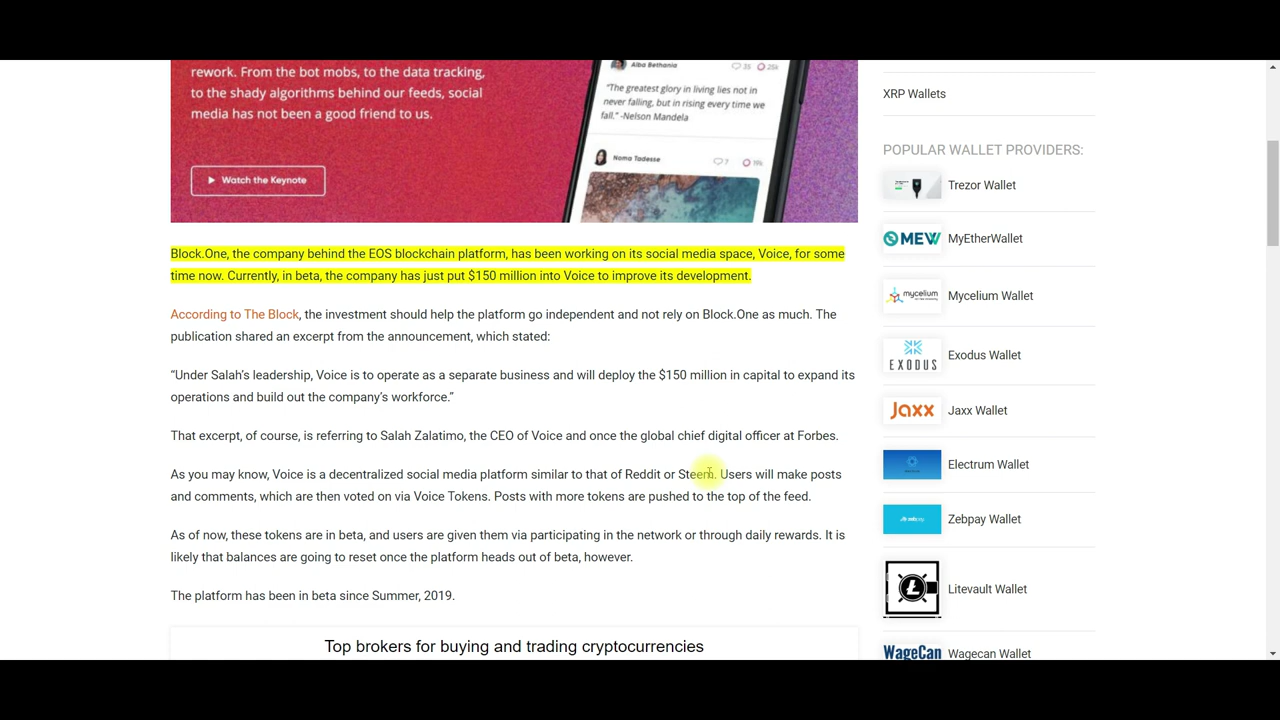 rework. From the bot mobs, to the data tracking,
to the shady algorithms behind our feeds, social
media has not been a good friend to us.
Watch the Keynote
Alba Bethania
35
25k
"The greatest glory in living lies not in
never falling, but in rising every time we
fall." -Nelson Mandela
Noma Tadesse
7
19k
Block.One, the company behind the EOS blockchain platform, has been working on its social media space, Voice, for some
time now. Currently, in beta, the company has just put $150 million into Voice to improve its development.
According to The Block, the investment should help the platform go independent and not rely on Block.One as much. The
publication shared an excerpt from the announcement, which stated:
“Under Salah’s leadership, Voice is to operate as a separate business and will deploy the $150 million in capital to expand its
operations and build out the company’s workforce.”
That excerpt, of course, is referring to Salah Zalatimo, the CEO of Voice and once the global chief digital officer at Forbes.
As you may know, Voice is a decentralized social media platform similar to that of Reddit or Steem. Users will make posts
and comments, which are then voted on via Voice Tokens. Posts with more tokens are pushed to the top of the feed.
As of now, these tokens are in beta, and users are given them via participating in the network or through daily rewards. It is
likely that balances are going to reset once the platform heads out of beta, however.
The platform has been in beta since Summer, 2019.
Top brokers for buying and trading cryptocurrencies
XRP Wallets
POPULAR WALLET PROVIDERS:
Trezor Wallet
MEW
MyEtherWallet
mycelium
Mycelium Wallet
EXODUS
Exodus Wallet
Jaxx
Jaxx Wallet
Electrum Wallet
Zebpay Wallet
Litevault Wallet
WageCan
Wagecan Wallet